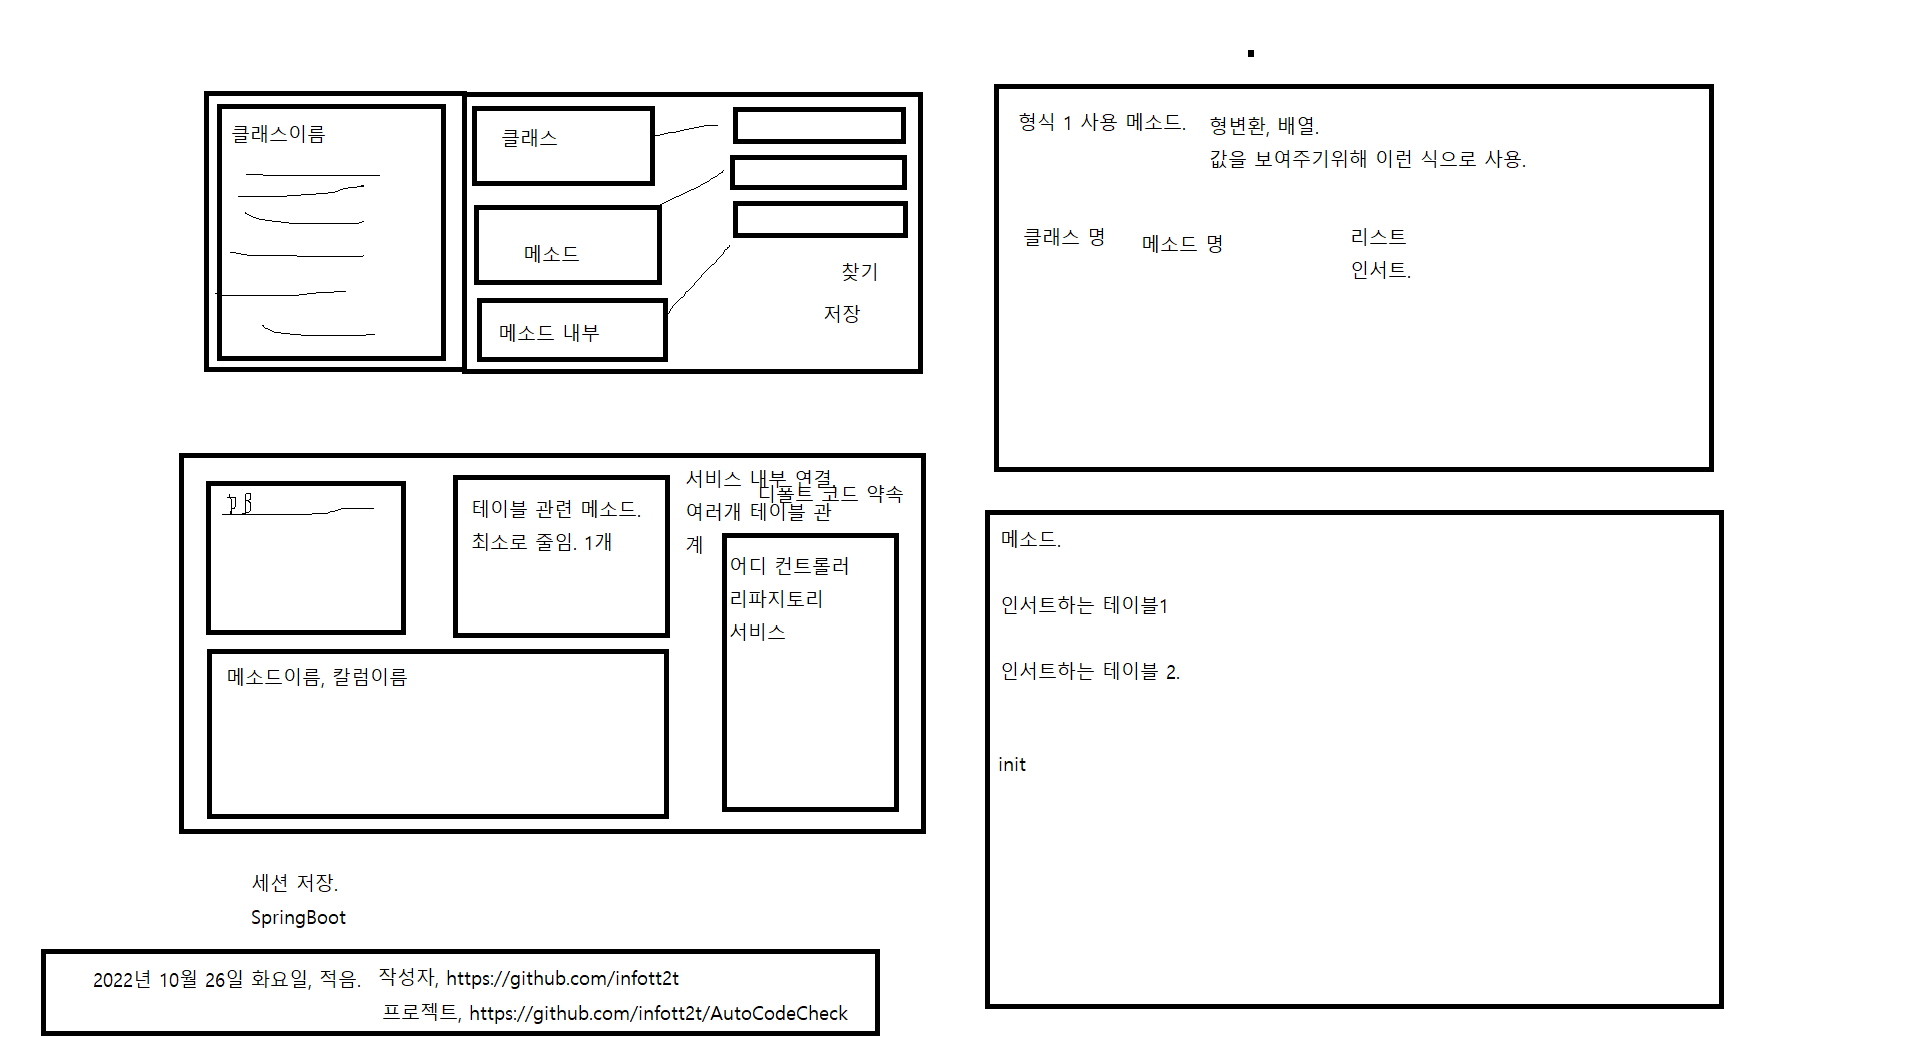 클래스이름
클래스
메소드
메소드 내부
찾기
저장
형식 1 사용 메소드.
형변환, 배열.
값을 보여주기위해 이런 식으로 사용.
클래스 명
메소드 명
리스트
인서트.
DB
테이블 관련 메소드.
최소로 줄임. 1개
서비스 내부 연결,
여러개 테이블 관
계
디폴트 코드 약속
어디 컨트롤러
리파지토리
서비스
메소드이름, 칼럼이름
메소드.
인서트하는 테이블1
인서트하는 테이블 2.
init
세션 저장.
SpringBoot
2022년 10월 26일 화요일, 적음.
작성자, https://github.com/infott2t
프로젝트, https://github.com/infott2t/AutoCodeCheck